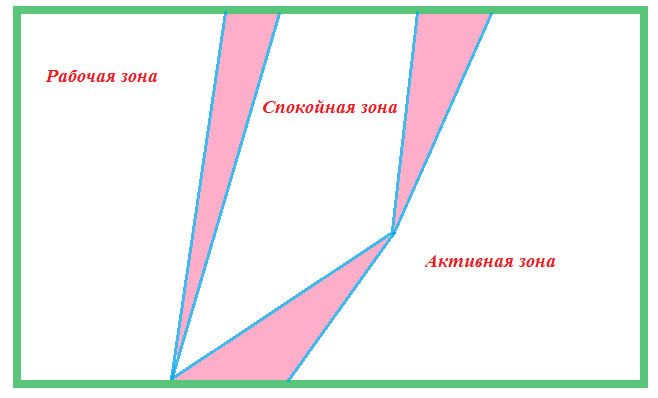 Рабочая зона
Спокойная зона
Активная зона